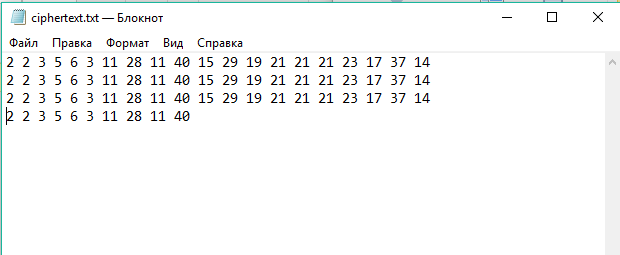 ciphertext.txt — Блокнот
Файл Правка Формат Вид Справка
2 2 3 5 6 3 11 28 11 40 15 29 19 21 21 21 23 17 37 14
2 2 3 5 6 3 11 28 11 40 15 29 19 21 21 21 23 17 37 14
2 2 3 5 6 3 11 28 11 40 15 29 19 21 21 21 23 17 37 14
2 2 3 5 6 3 11 28 11 40